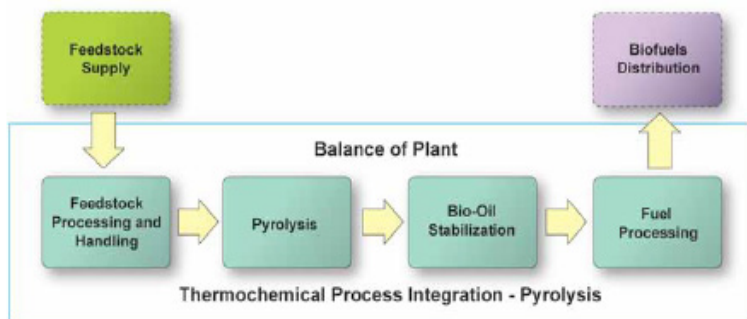 Feedstock
Supply
Biofuels
Distribution
Balance of Plant
Feedstock
Processing and
Handling
Pyrolysis
Bio-Oil
Stabilization
Fuel
Processing
Thermochemical Process Integration - Pyrolysis